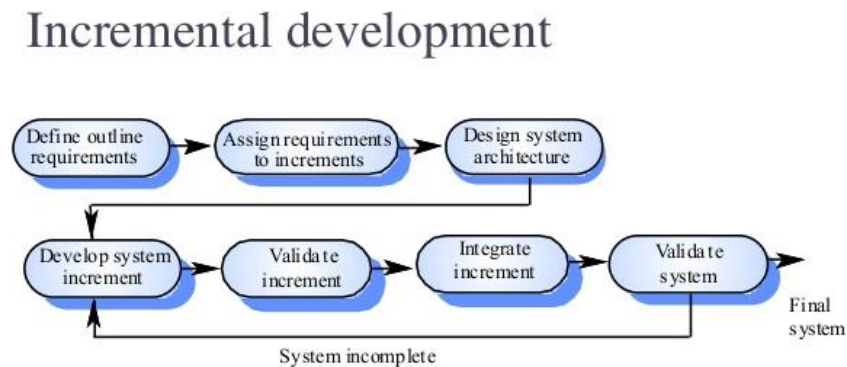 Incremental development
Define outline
requirements
Assign requirements
to increments
Design system
architecture
Develop system
increment
Validate
increment
Integrate
increment
Validate
system
Final
system
System incomplete